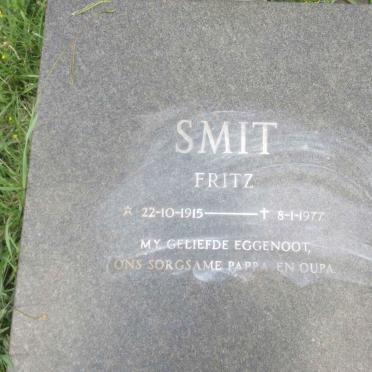 SMIT
FRITZ
☆ 22-10-1915 — † 8-1-1977
MY GELIEFDE EGGENOOT,
ONS SORGSAME PAPPA EN OUPA